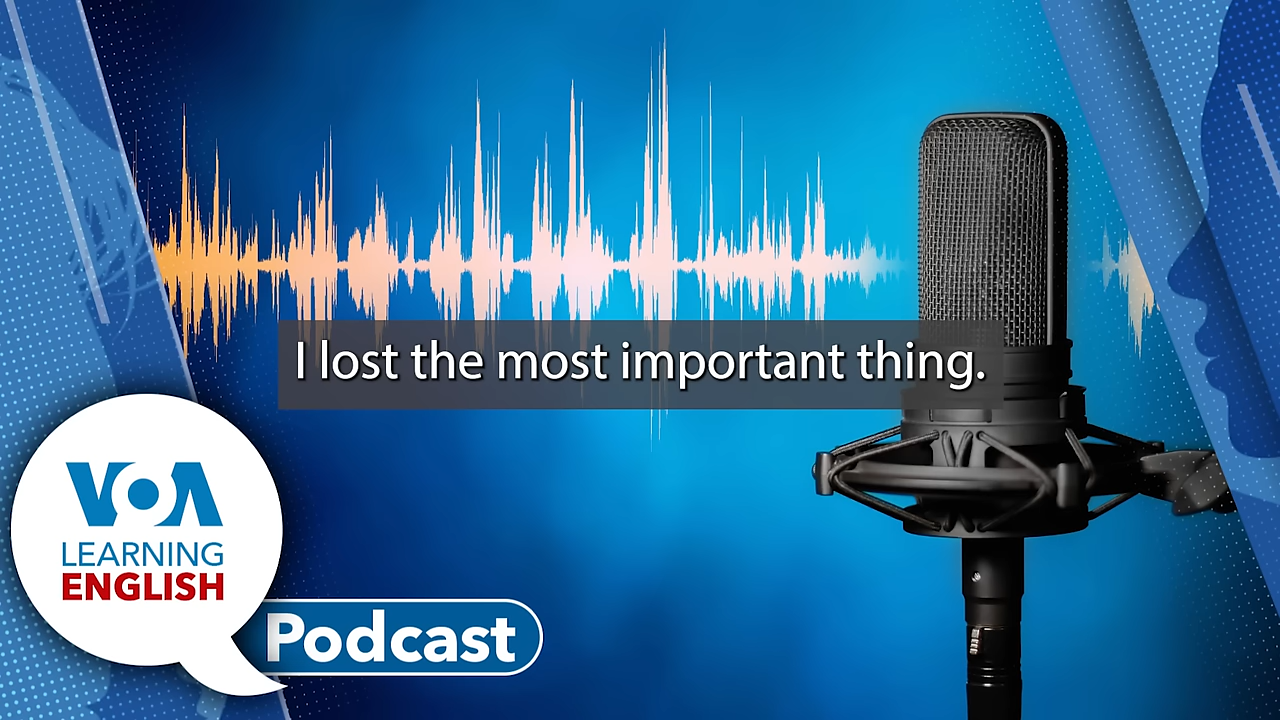 I lost the most important thing.
VOA
LEARNING
ENGLISH
Podcast